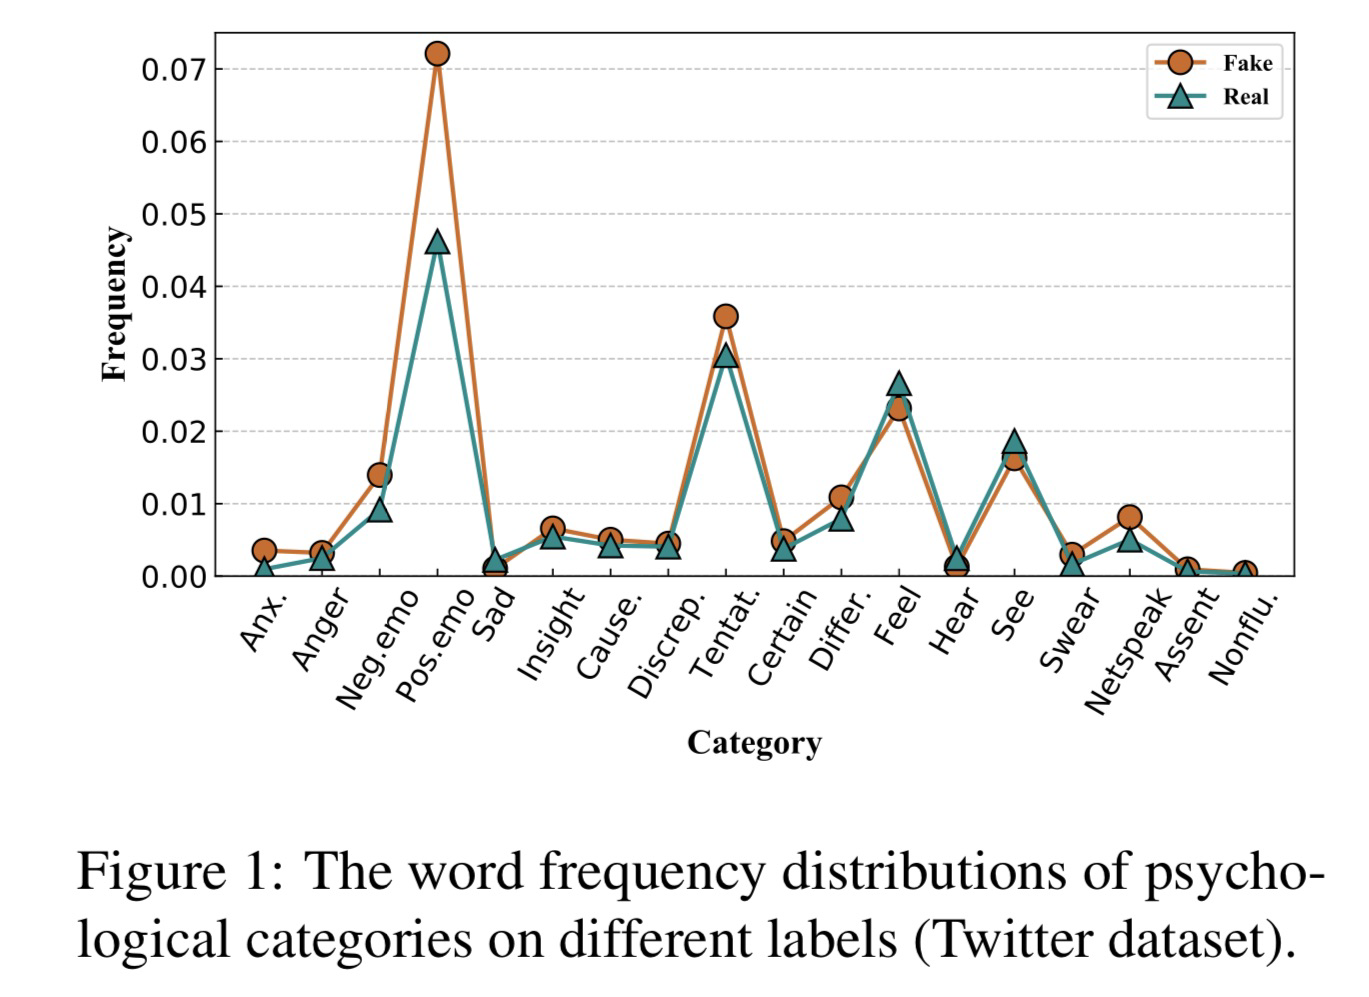 Fake
Real
0.07
0.06
0.05
0.04
0.03
0.02
0.01
0.00
Frequency
Anx.
Anger
Neg.emo
Pos.emo
Sad
Insight
Cause.
Discrep.
Tentat.
Certain
Differ.
Feel
Hear
See
Swear
Netspeak
Assent
Nonflu.
Category
Figure 1: The word frequency distributions of psycho-
logical categories on different labels (Twitter dataset).